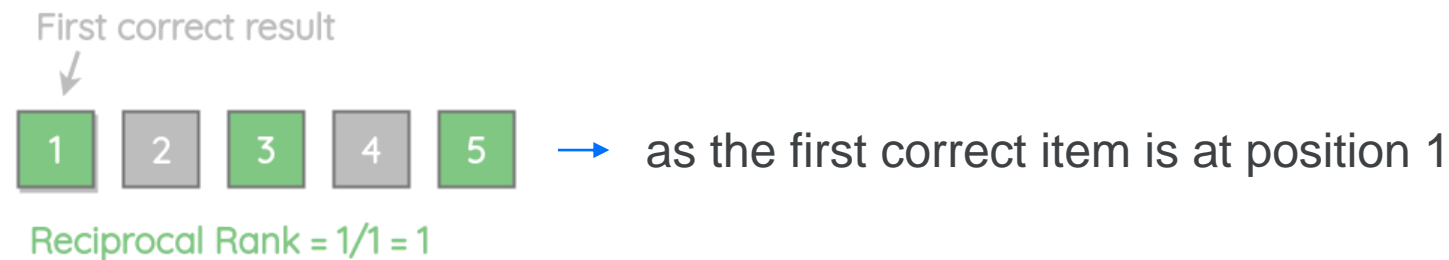 First correct result
1 2 3 4 5 as the first correct item is at position 1
Reciprocal Rank = 1/1 = 1